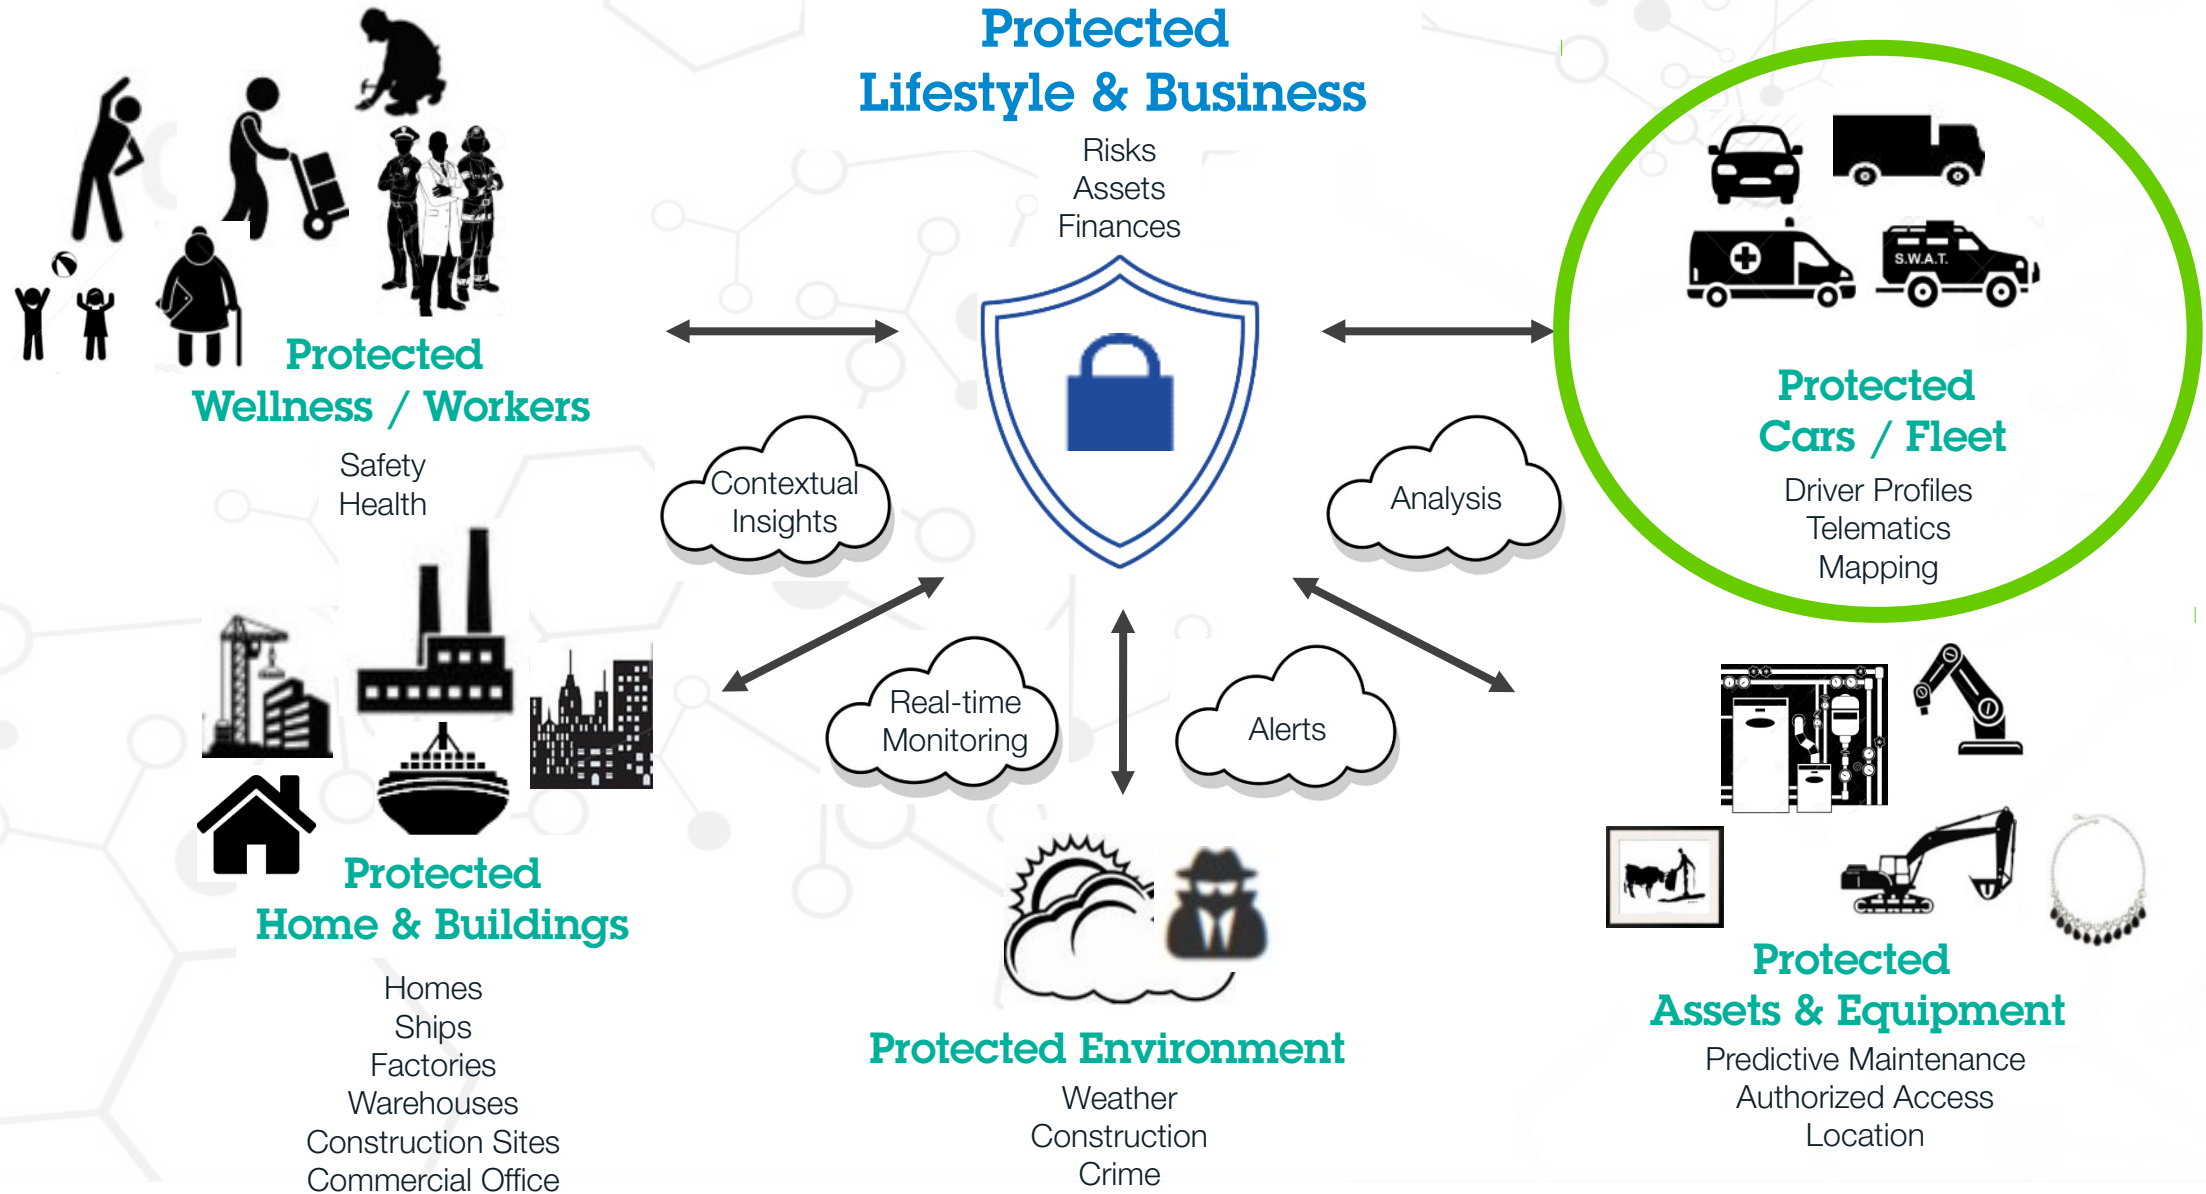 Protected
Lifestyle & Business
Risks
Assets
Finances
Protected
Wellness / Workers
Safety
Health
S.W.A.T.
Protected
Cars / Fleet
Driver Profiles
Telematics
Mapping
Contextual
Insights
Analysis
Real-time
Monitoring
Alerts
Protected
Home & Buildings
Homes
Ships
Factories
Warehouses
Construction Sites
Commercial Office
Protected Environment
Weather
Construction
Crime
Protected
Assets & Equipment
Predictive Maintenance
Authorized Access
Location